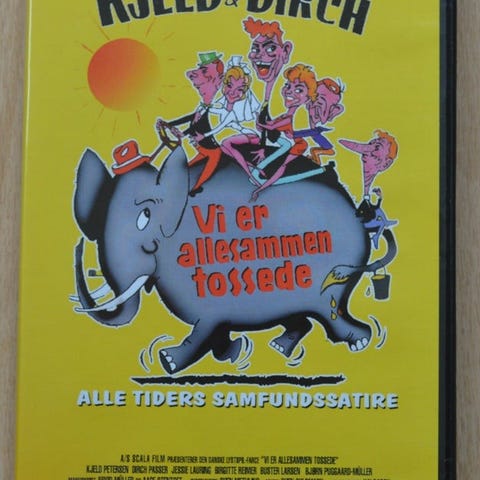 KJELD & DIRCH
Vi er
allesammen
tossede
ALLE TIDERS SAMFUNDSSATIRE
A/S SCALA FILM PRÆSENTERER DEN DANSKE LYSTSPIL-FARCE "VI ER ALLESAMMEN TOSSEDE"
KJELD PETERSEN DIRCH PASSER JESSIE LAURING BIRGITTE REIMER BUSTER LARSEN BJØRN PUGGAARD-MÜLLER